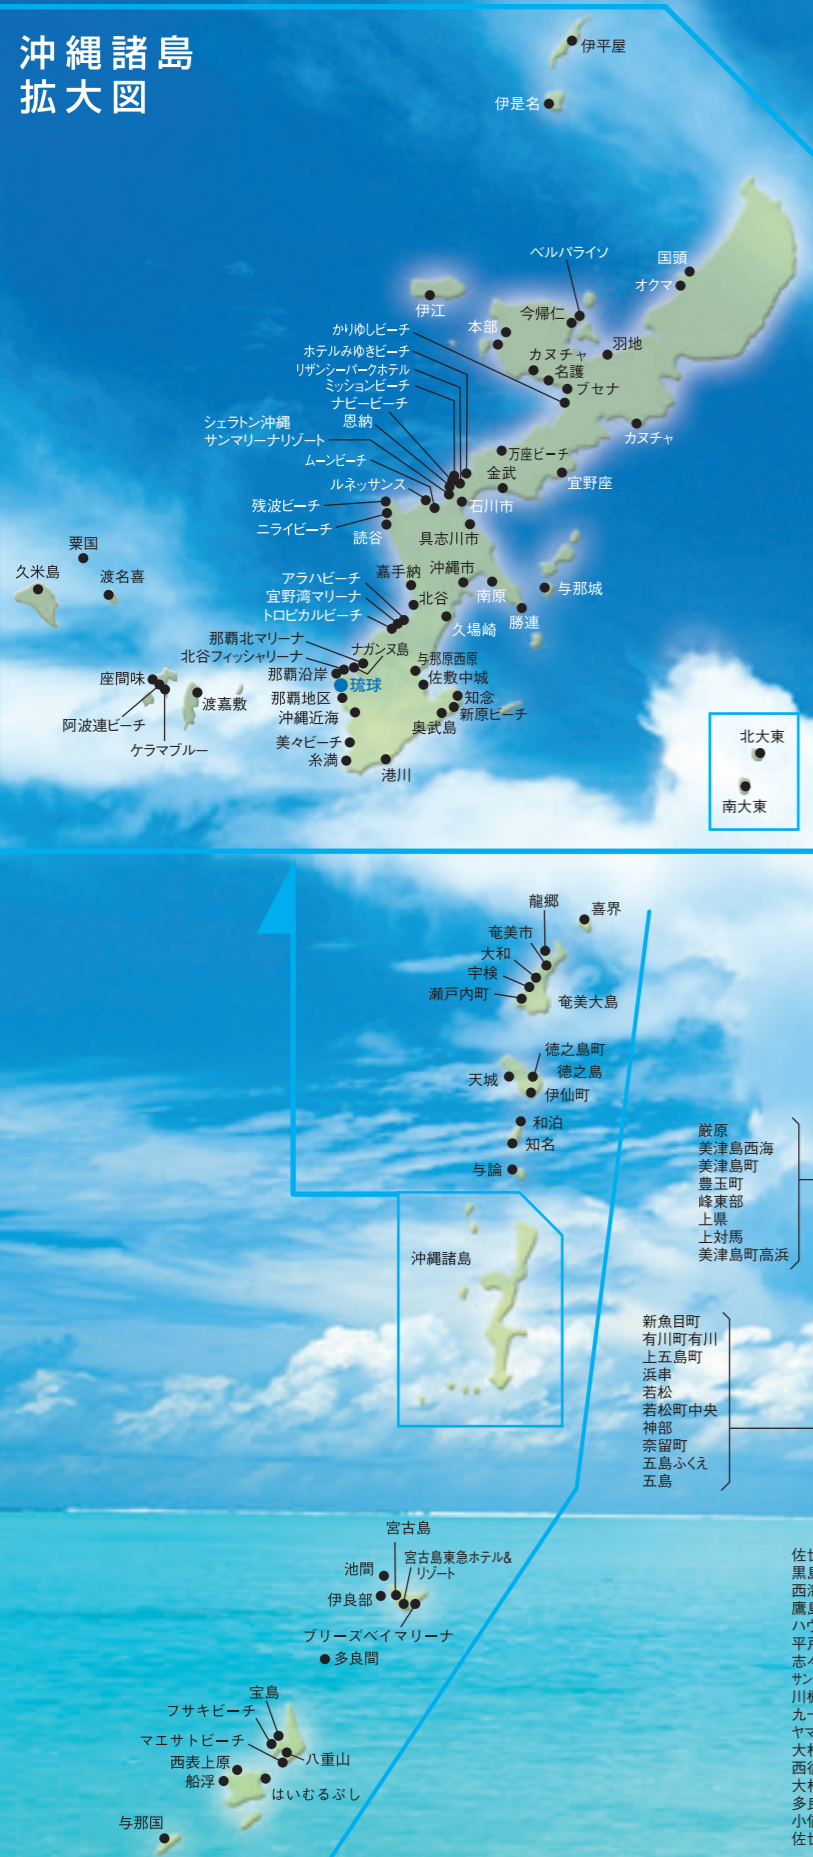 沖縄諸島
拡大図
伊平屋
伊是名
ベルパライソ
国頭
オクマ
伊江
今帰仁
本部
かりゆしビーチ
羽地
ホテルみゆきビーチ
カヌチャ
リザンシーパークホテル
名護
ミッションビーチ
ブセナ
ナビービーチ
恩納
シェラトン沖縄
サンマリーナリゾート
カヌチャ
万座ビーチ
ムーンビーチ
金武
宜野座
ルネッサンス
残波ビーチ
石川市
ニライビーチ
読谷
具志川市
粟国
久米島
渡名喜
嘉手納
沖縄市
アラハビーチ
与那城
宜野湾マリーナ
北谷
南原
トロピカルビーチ
勝連
久場崎
那覇北マリーナ
ナガンヌ島
北谷フィッシャリーナ
与那原西原
那覇沿岸
佐敷中城
座間味
琉球
那覇地区
知念
渡嘉敷
沖縄近海
新原ビーチ
阿波連ビーチ
奥武島
ケラマブルー
美々ビーチ
糸満
港川
北大東
南大東
龍郷
喜界
奄美市
大和
宇検
瀬戸内町
奄美大島
徳之島町
天城
徳之島
伊仙町
和泊
知名
与論
厳原
美津島西海
美津島町
豊玉町
峰東部
上県
上対馬
美津島町高浜
沖縄諸島
新魚目町
有川町有川
上五島町
浜串
若松
若松町中央
神部
奈留町
五島ふくえ
五島
宮古島
池間
宮古島東急ホテル&
リゾート
伊良部
ブリーズベイマリーナ
多良間
宝島
フサキビーチ
マエサトビーチ
八重山
西表上原
船浮
はいむるぶし
与那国